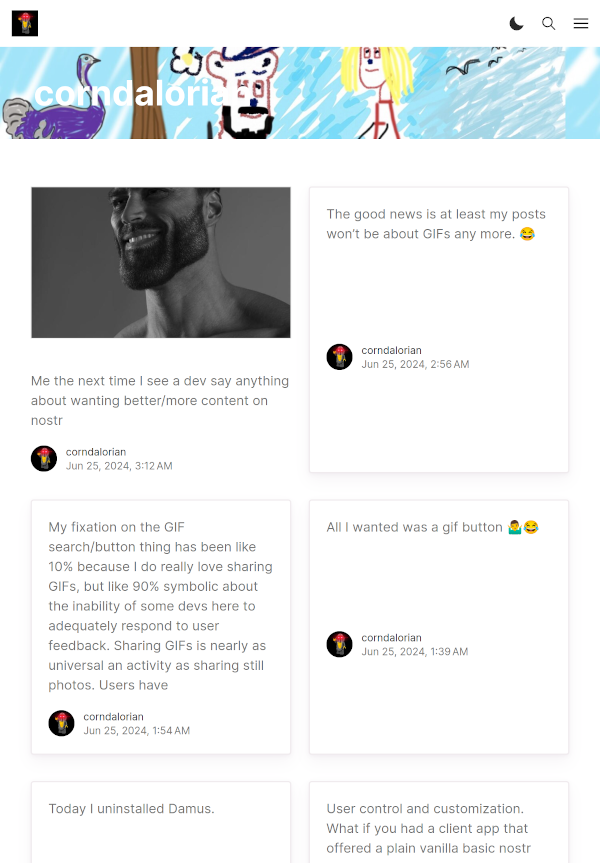 corndalorian
Me the next time I see a dev say anything
about wanting better/more content on
nostr
corndalorian
Jun 25, 2024, 3:12 AM
The good news is at least my posts
won’t be about GIFs any more. 😂
corndalorian
Jun 25, 2024, 2:56 AM
My fixation on the GIF
search/button thing has been like
10% because I do really love sharing
GIFs, but like 90% symbolic about
the inability of some devs here to
adequately respond to user
feedback. Sharing GIFs is nearly as
universal an activity as sharing still
photos. Users have
corndalorian
Jun 25, 2024, 1:54 AM
All I wanted was a gif button 🤷‍♂️😂
corndalorian
Jun 25, 2024, 1:39 AM
Today I uninstalled Damus.
User control and customization.
What if you had a client app that
offered a plain vanilla basic nostr